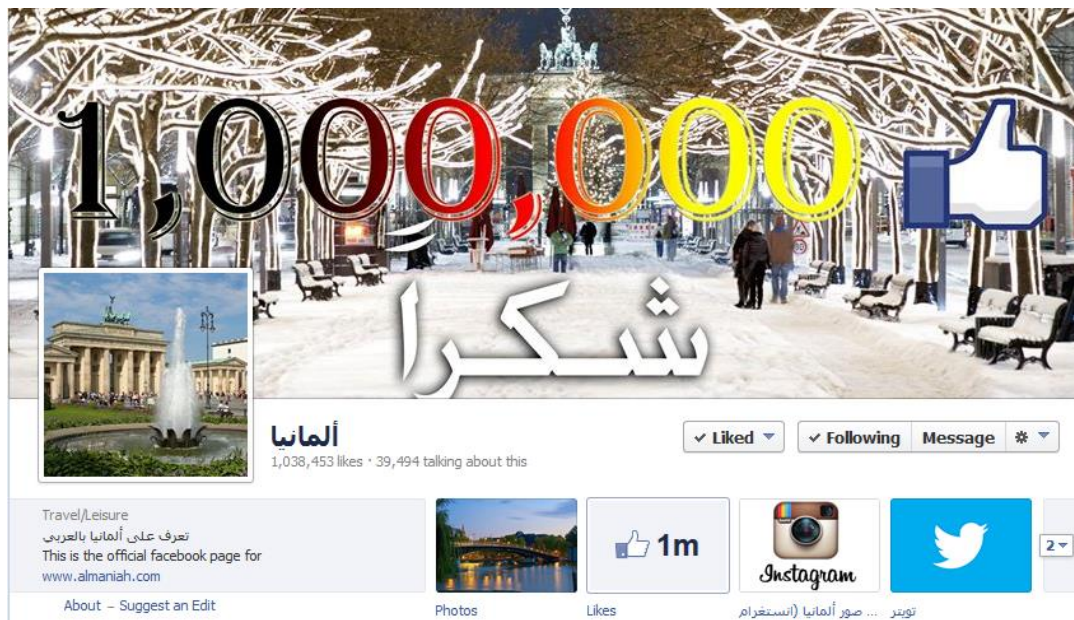 1,000,000
شكراً
ألمانيا
1,038,453 likes · 39,494 talking about this
Liked
Following
Message
Travel/Leisure
تعرف على ألمانيا بالعربي
This is the official facebook page for
www.almaniah.com
About – Suggest an Edit
1m
Instagram
2
Photos
Likes
... صور ألمانيا (انستغرام
تويتر